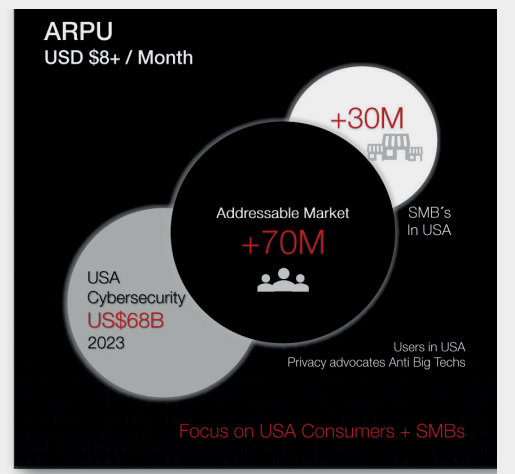 ARPU
USD $8+ / Month
+30M
Addressable Market
+70M
SMB´s
In USA
USA
Cybersecurity
US$68B
2023
Users in USA
Privacy advocates Anti Big Techs
Focus on USA Consumers + SMBs